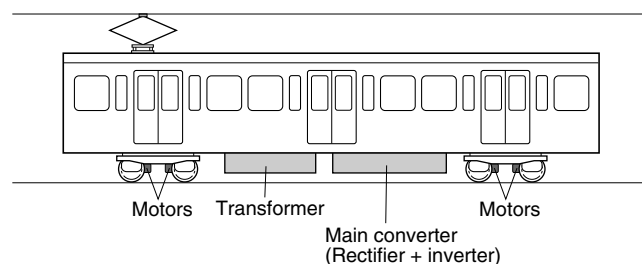 Motors
Transformer
Motors
Main converter
(Rectifier + inverter)